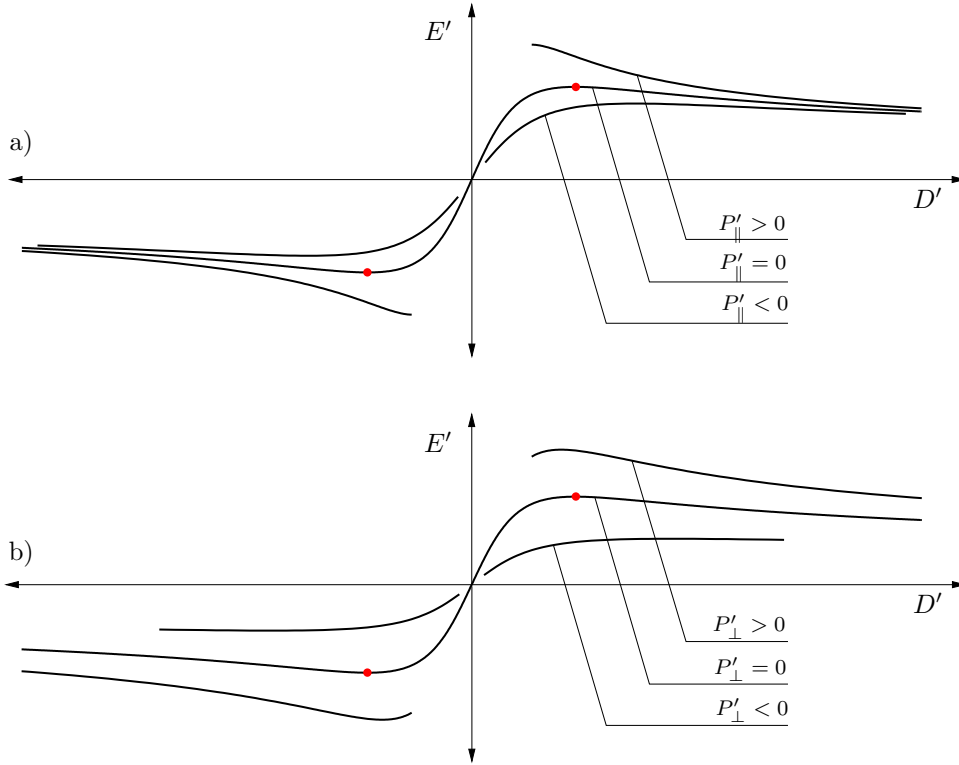 E′
a)
D′
P′∥ > 0
P′∥ = 0
P′∥ < 0
E′
b)
D′
P′⊥ > 0
P′⊥ = 0
P′⊥ < 0